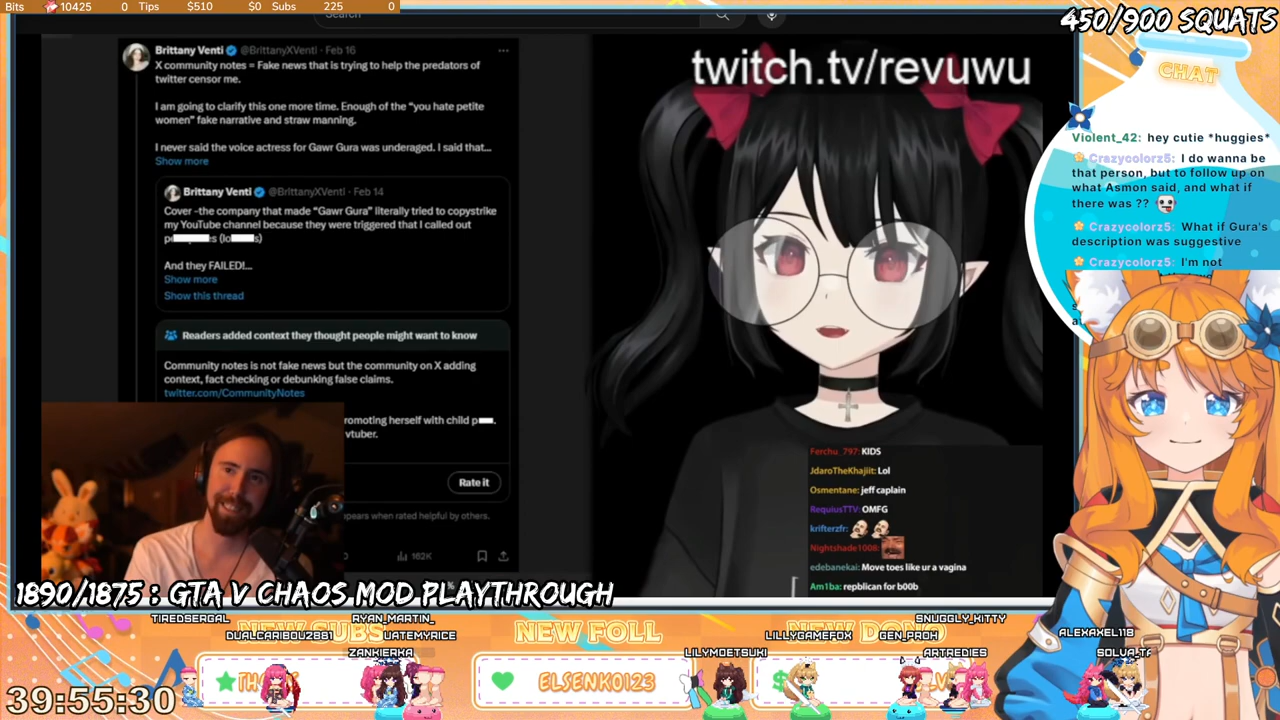 Bits 10425 0 Tips $510 $0 Subs 225 0
Search
450/900 SQUATS
CHAT
Brittany Venti @BrittanyXVenti · Feb 16
X community notes = Fake news that is trying to help the predators of
twitter censor me.
I am going to clarify this one more time. Enough of the "you hate petite
women" fake narrative and straw manning.
I never said the voice actress for Gawr Gura was underaged. I said that...
Show more
Brittany Venti @BrittanyXVenti · Feb 14
Cover -the company that made "Gawr Gura" literally tried to copystrike
my YouTube channel because they were triggered that I called out
And they FAILED!...
Show more
Show this thread
Readers added context they thought people might want to know
Community notes is not fake news but the community on X adding
context, fact checking or debunking false claims.
twitter.com/CommunityNotes
romoting herself with child p
vtuber.
Rate it
pears when rated helpful by others.
162K
twitch.tv/revuwu
Ferchu_797: KIDS
JdaroTheKhajiit: Lol
Osmentane: jeff caplain
RequiusTTV: OMFG
krifterzfr:
Nightshade1008:
edebanekai: Move toes like ur a vagina
Am1ba: repblican for b00b
Violent_42: hey cutie *huggies*
Crazycolorz5: I do wanna be
that person, but to follow up on
what Asmon said, and what if
there was ??
Crazycolorz5: What if Gura's
description was suggestive
Crazycolorz5: I'm not
1890/1875 : GTA V CHAOS MOD PLAYTHROUGH
TIREDSERGAL
RYAN_MARTIN_
SNUGGLY_KITTY
DUALCARIBOU2881
UATEMYRICE
LILLYGAMEFOX
GEN_PROH
ALEXAXEL118
NEW SUBS
NEW FOLL
NEW DONO
ZANKIERKA
LILYMOETSUKI
ARTREDIES
SOLVA_TA
ELSENKO123
39:55:30